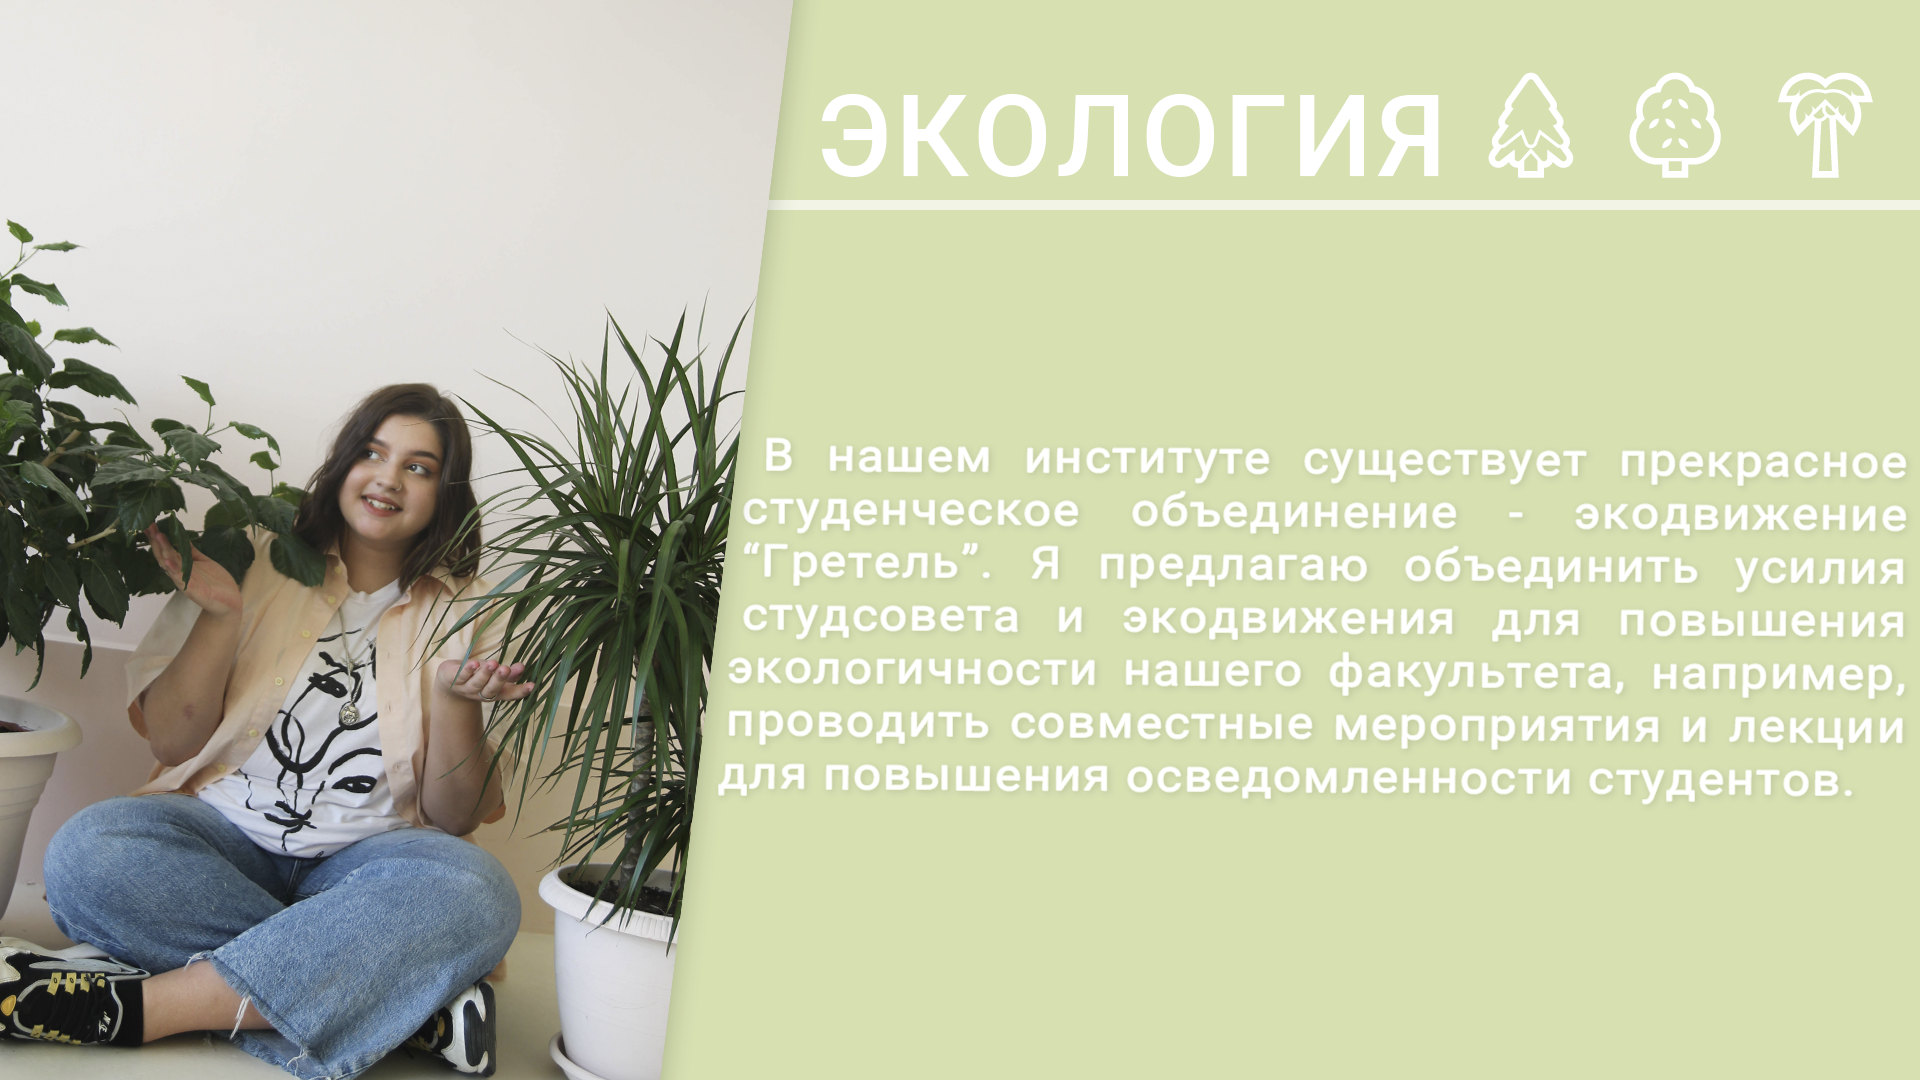 ЭКОЛОГИЯ
В нашем институте существует прекрасное
студенческое объединение - экодвижение
“Гретель”. Я предлагаю объединить усилия
студсовета и экодвижения для повышения
экологичности нашего факультета, например,
проводить совместные мероприятия и лекции
для повышения осведомленности студентов.